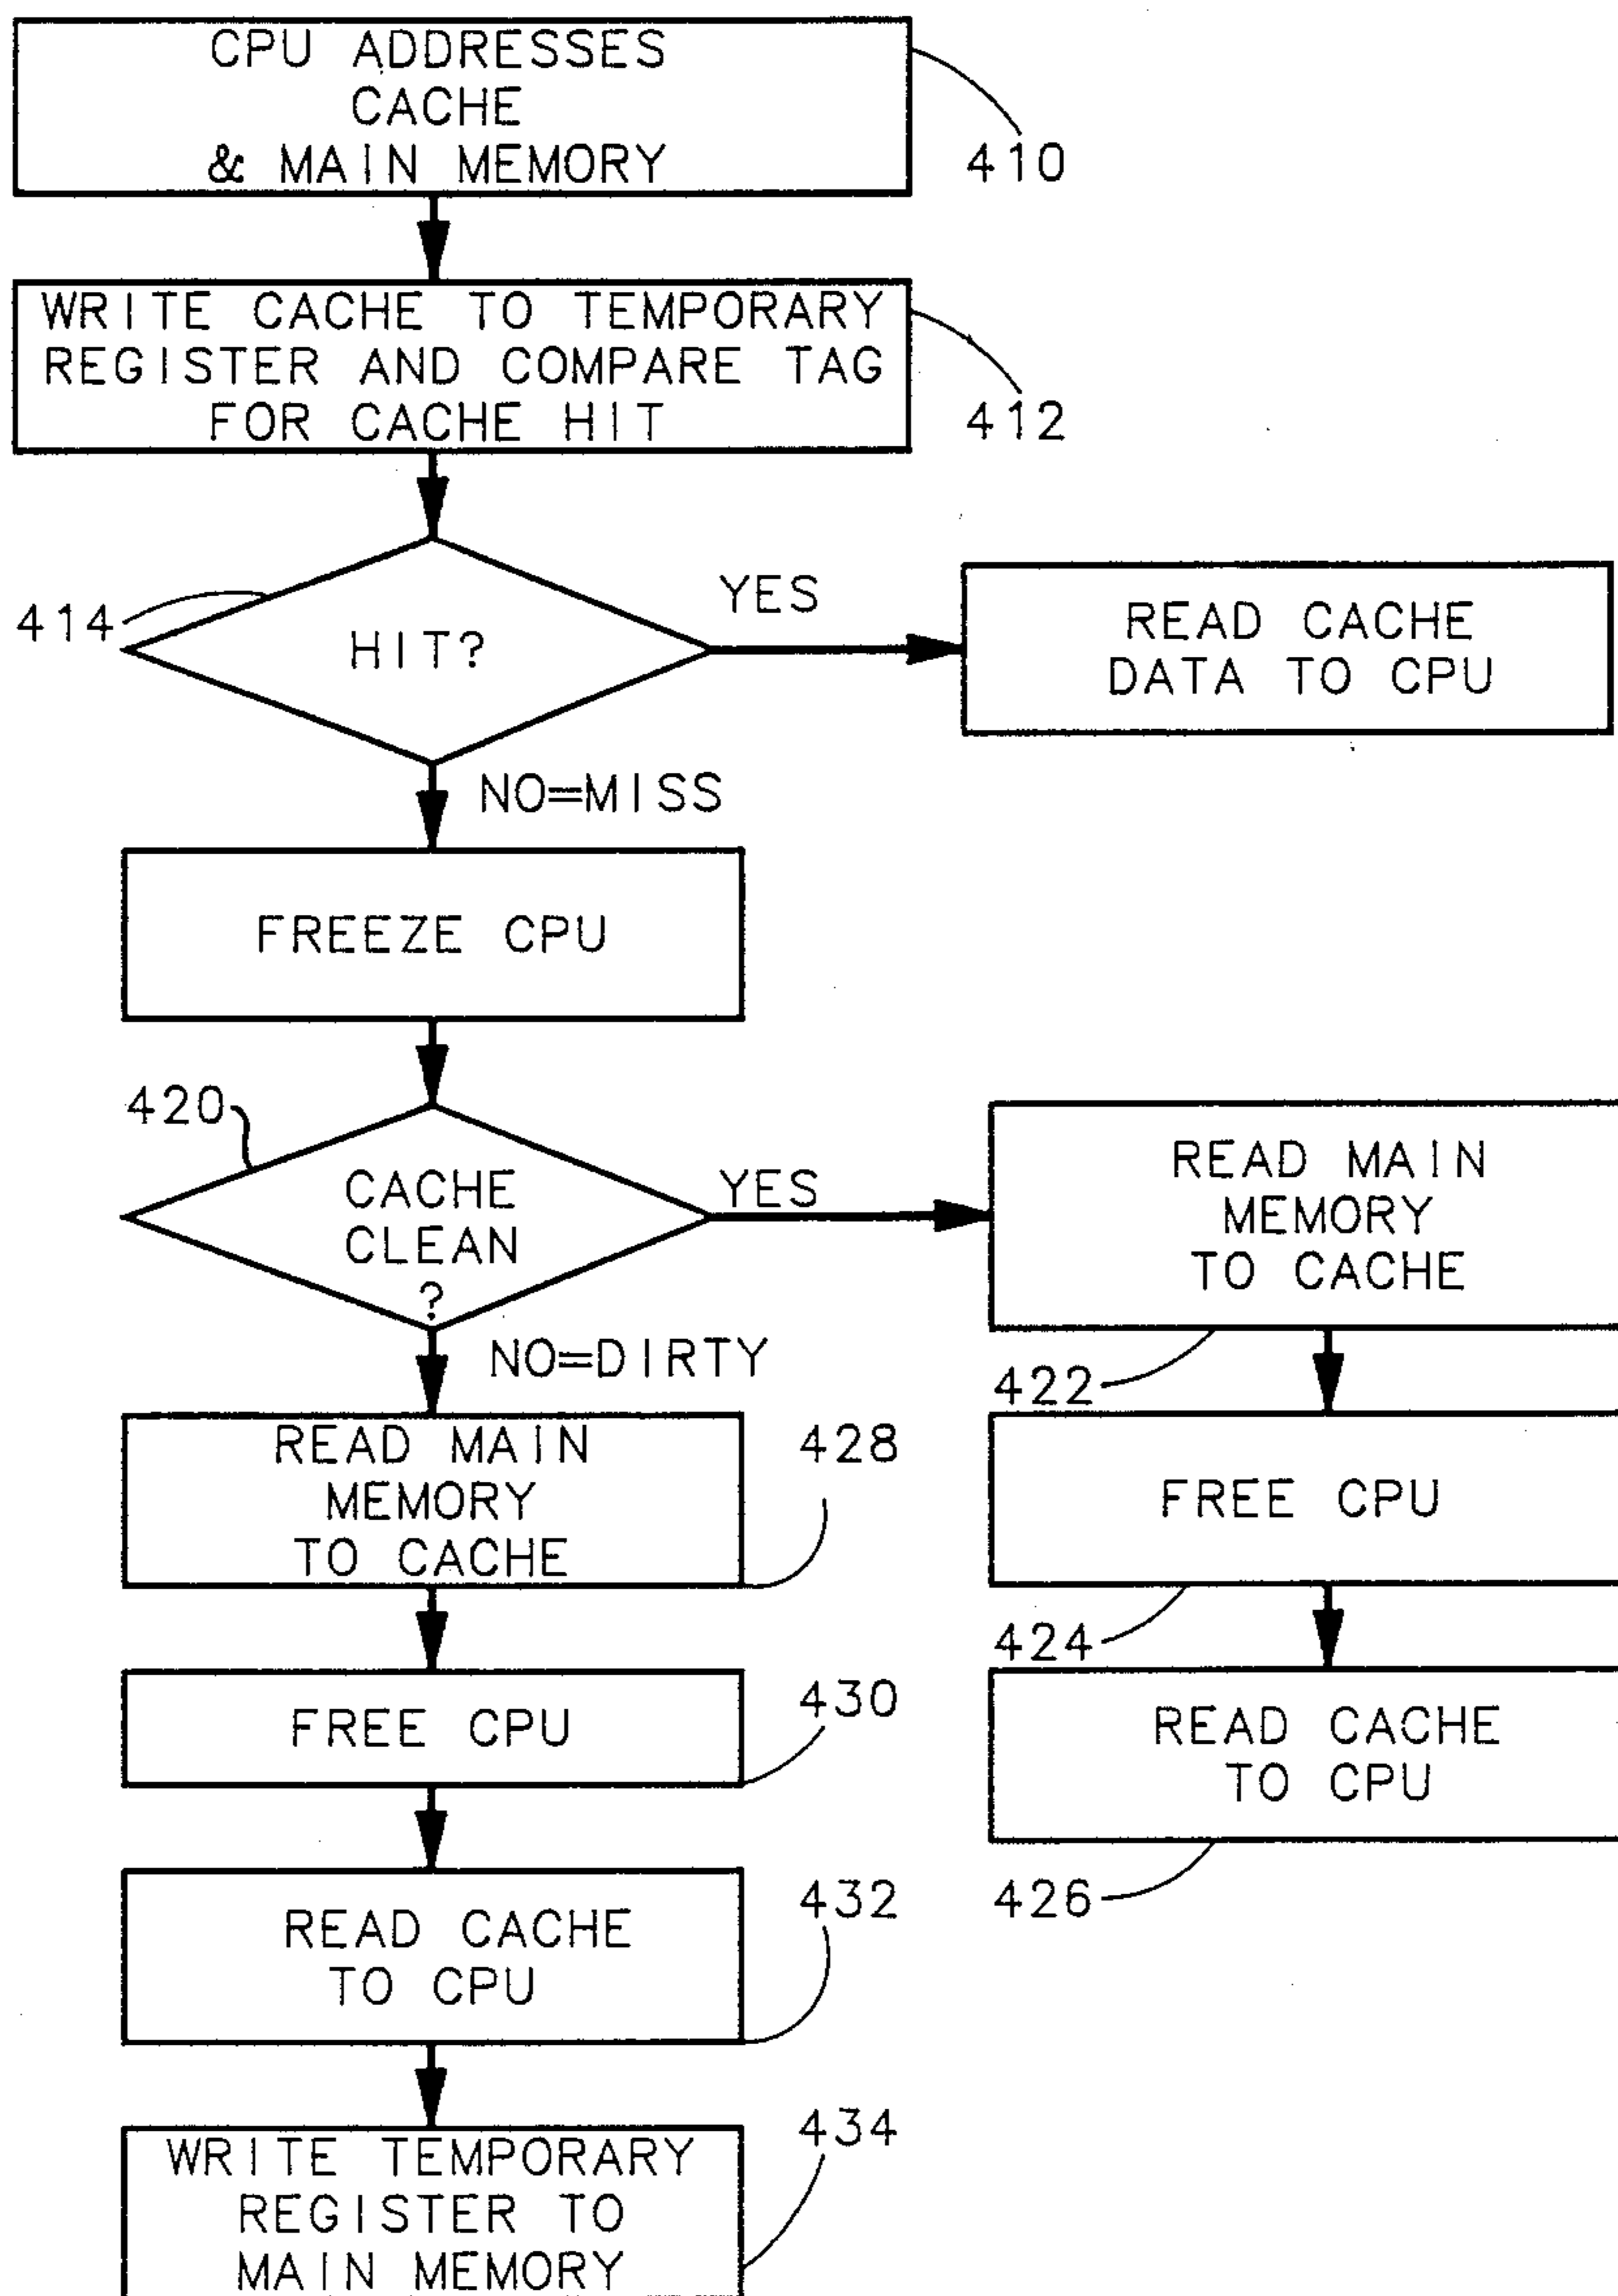 CPU ADDRESSES
CACHE
& MAIN MEMORY
410
WRITE CACHE TO TEMPORARY
REGISTER AND COMPARE TAG
FOR CACHE HIT
412
414
HIT?
YES
READ CACHE
DATA TO CPU
NO=MISS
FREEZE CPU
420
CACHE
CLEAN
?
YES
READ MAIN
MEMORY
TO CACHE
422
NO=DIRTY
READ MAIN
MEMORY
TO CACHE
428
FREE CPU
424
FREE CPU
430
READ CACHE
TO CPU
426
READ CACHE
TO CPU
432
WRITE TEMPORARY
REGISTER TO
MAIN MEMORY
434